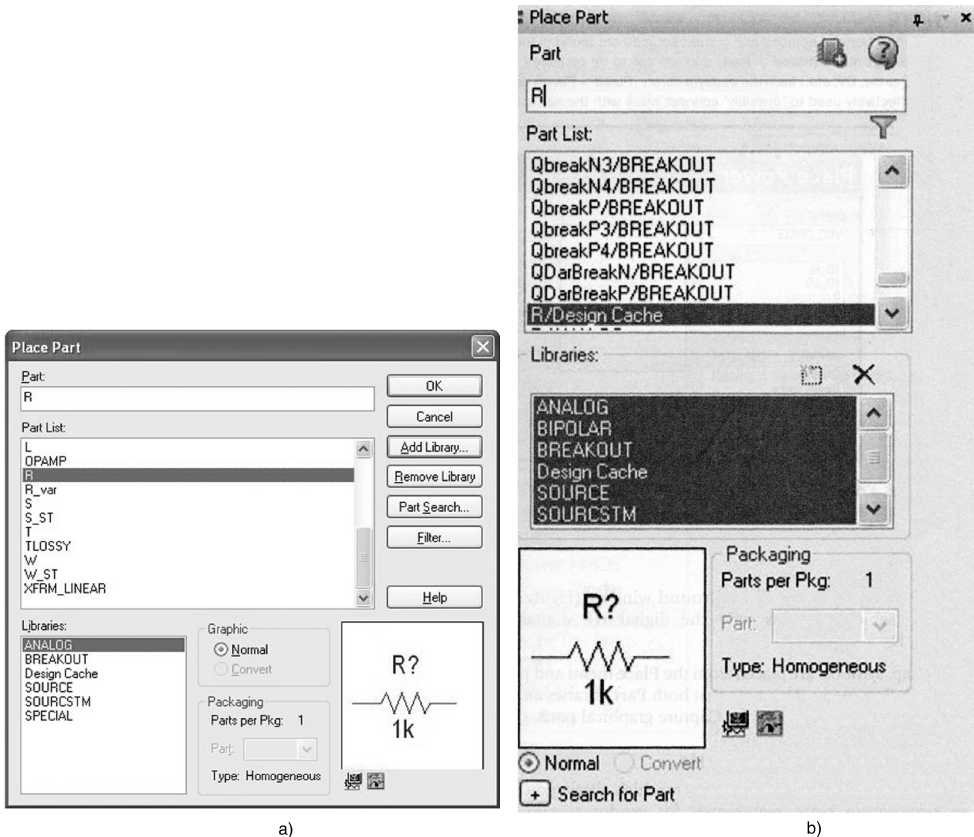 Place Part
Part:
R
Part List:
L
OPAMP
R
R_var
S
S_ST
T
TLOSSY
W
W_ST
XFRM_LINEAR
OK
Cancel
Add Library...
Remove Library
Part Search...
Filter...
Help
Libraries:
ANALOG
BREAKOUT
Design Cache
SOURCE
SOURCSTM
SPECIAL
Graphic
Normal
Convert
Packaging
Parts per Pkg: 1
Part:
Type: Homogeneous
R?
1k
a)
Place Part
Part
R
Part List:
QbreakN3/BREAKOUT
QbreakN4/BREAKOUT
QbreakP/BREAKOUT
QbreakP3/BREAKOUT
QbreakP4/BREAKOUT
QDarBreakN/BREAKOUT
QDarBreakP/BREAKOUT
R/Design Cache
Libraries:
ANALOG
BIPOLAR
BREAKOUT
Design Cache
SOURCE
SOURCSTM
R?
1k
Packaging
Parts per Pkg: 1
Part:
Type: Homogeneous
Normal
Convert
+ Search for Part
b)